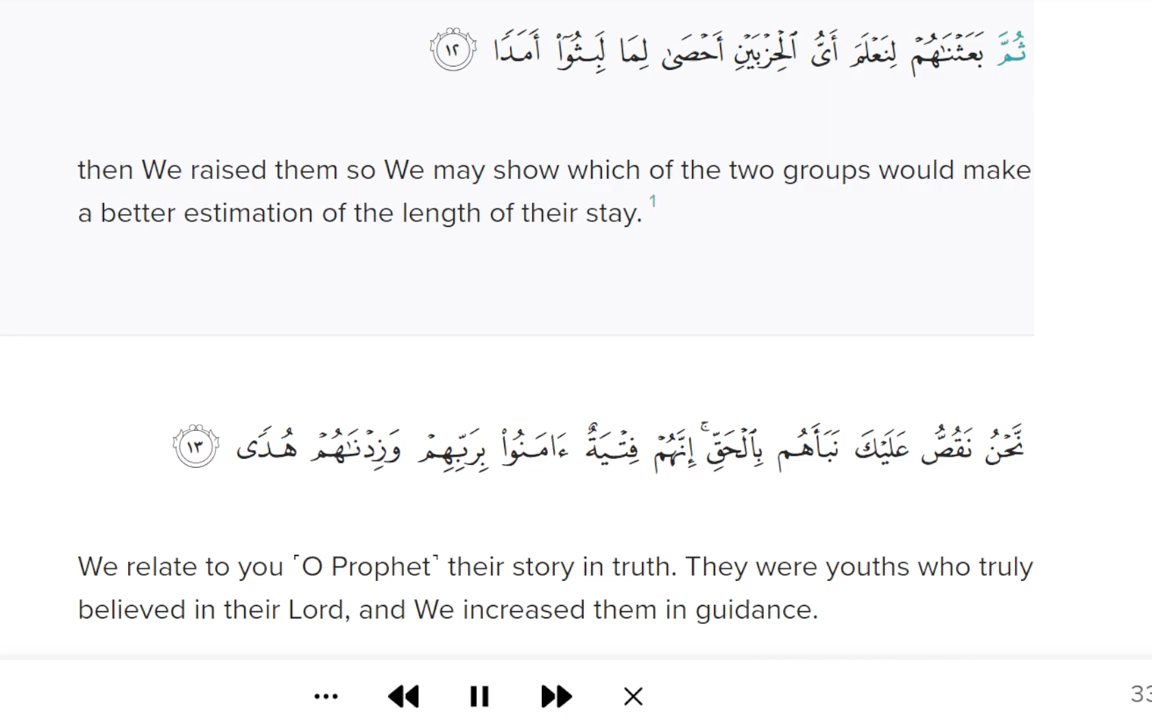 ثُمَّ بَعَثْنَـٰهُمْ لِنَعْلَمَ أَىُّ ٱلْحِزْبَيْنِ أَحْصَىٰ لِمَا لَبِثُوٓا۟ أَمَدًۭا ١٢
then We raised them so We may show which of the two groups would make
a better estimation of the length of their stay. 1
نَّحْنُ نَقُصُّ عَلَيْكَ نَبَأَهُم بِٱلْحَقِّ ۚ إِنَّهُمْ فِتْيَةٌ ءَامَنُوا۟ بِرَبِّهِمْ وَزِدْنَـٰهُمْ هُدًۭى ١٣
We relate to you ˹O Prophet˺ their story in truth. They were youths who truly
believed in their Lord, and We increased them in guidance.